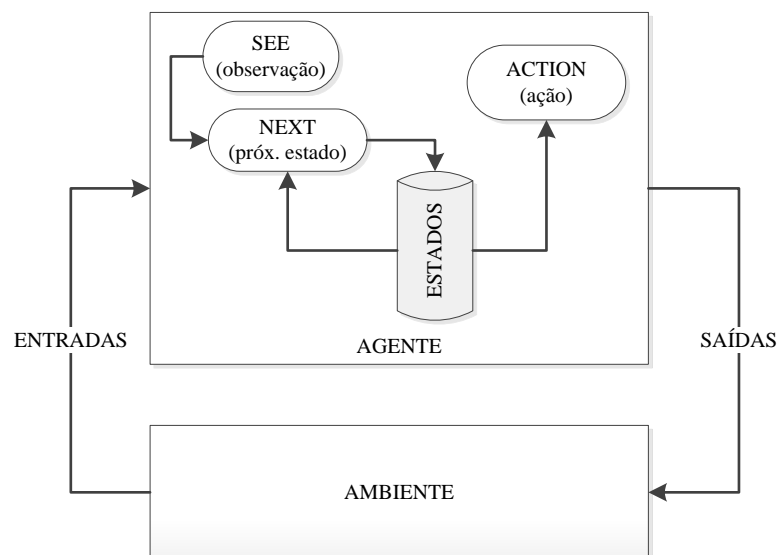 SEE
(observação)
ACTION
(ação)
NEXT
(próx. estado)
ESTADOS
ENTRADAS
AGENTE
SAÍDAS
AMBIENTE